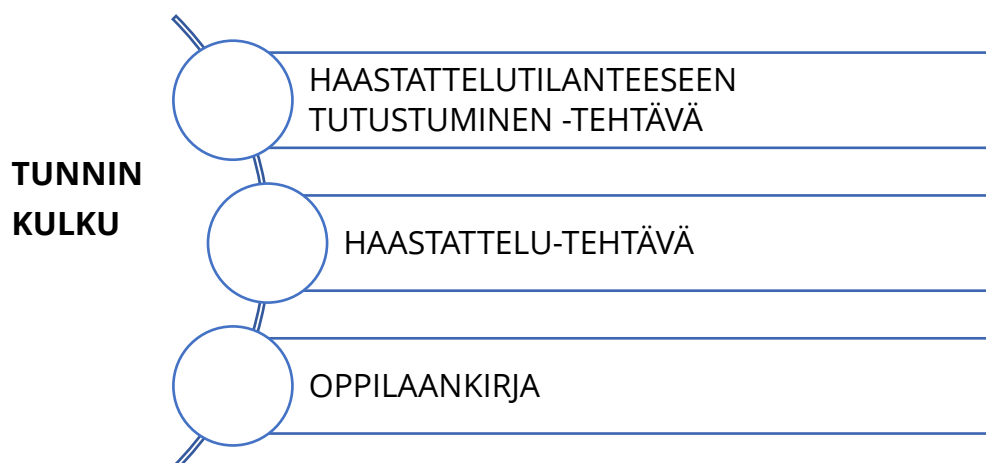 TUNNIN
KULKU
HAASTATTELUTILANTEESEEN
TUTUSTUMINEN -TEHTÄVÄ
HAASTATTELU-TEHTÄVÄ
OPPILAANKIRJA